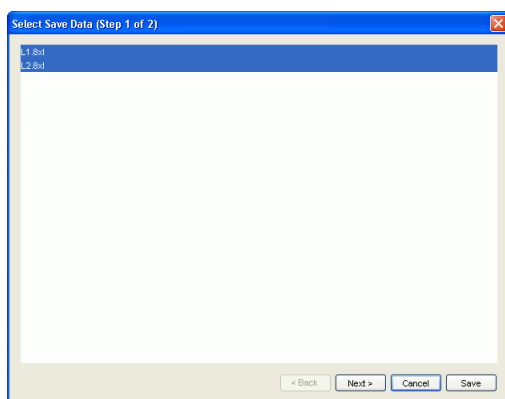 Select Save Data (Step 1 of 2)
L1.8xl
L2.8xl
< Back Next > Cancel Save